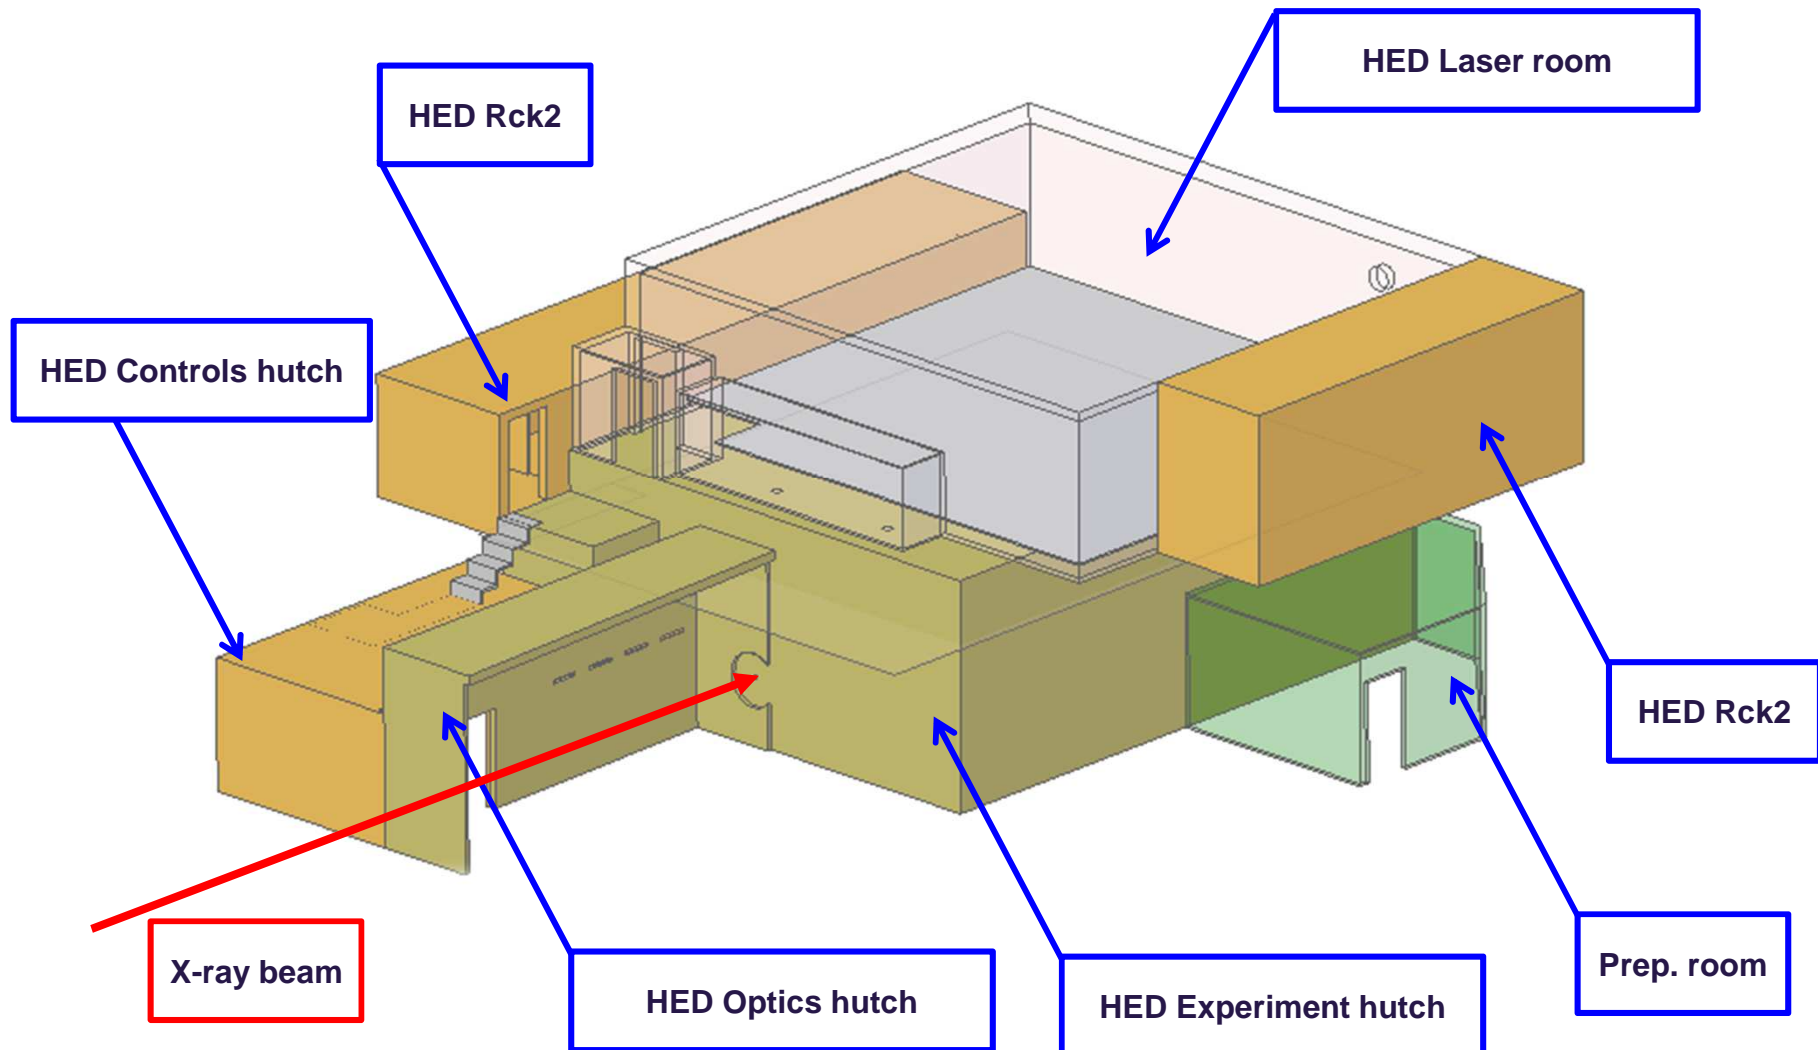 HED Laser room
HED Rck2
HED Controls hutch
HED Rck2
X-ray beam
HED Optics hutch
HED Experiment hutch
Prep. room